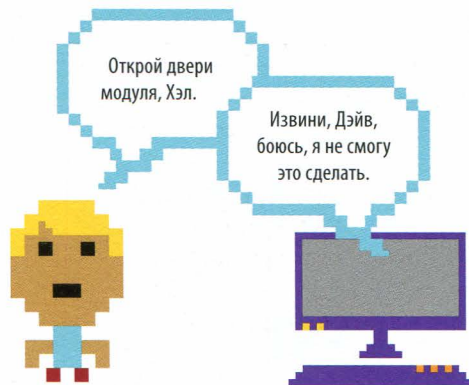 Открой двери
модуля, Хэл.
Извини, Дэйв,
боюсь, я не смогу
это сделать.